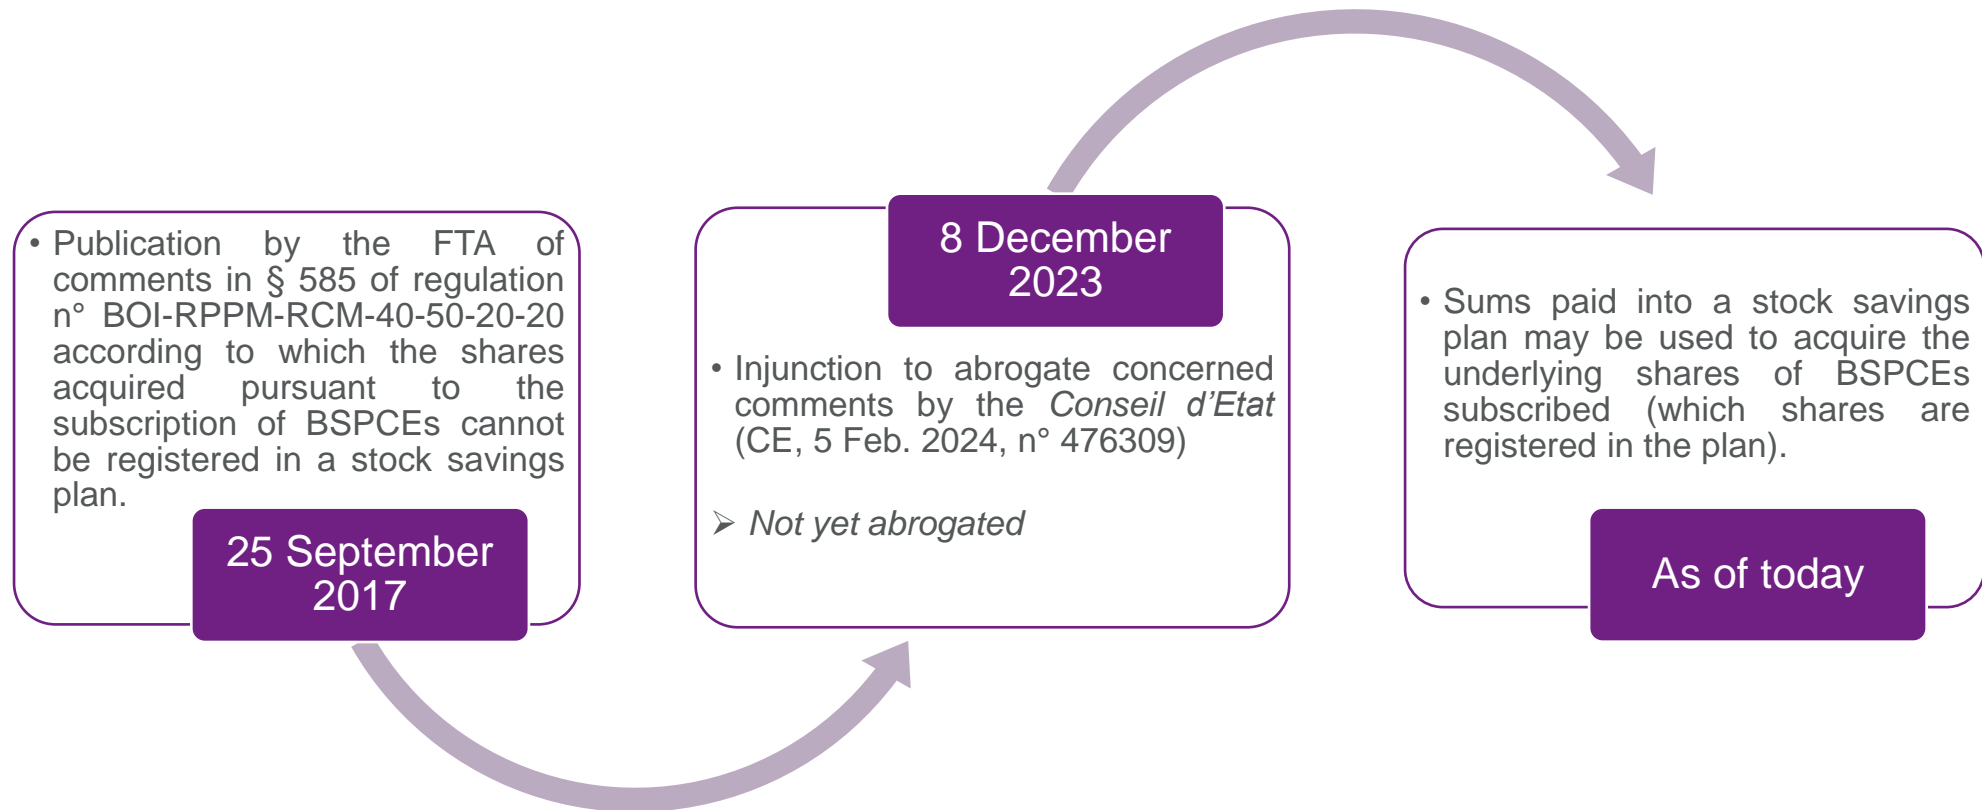 • Publication by the FTA of
comments in § 585 of regulation
n° BOI-RPPM-RCM-40-50-20-20
according to which the shares
acquired pursuant to the
subscription of BSPCEs cannot
be registered in a stock savings
plan.
25 September
2017
8 December
2023
• Injunction to abrogate concerned
comments by the Conseil d’Etat
(CE, 5 Feb. 2024, n° 476309)
➢ Not yet abrogated
• Sums paid into a stock savings
plan may be used to acquire the
underlying shares of BSPCEs
subscribed (which shares are
registered in the plan).
As of today